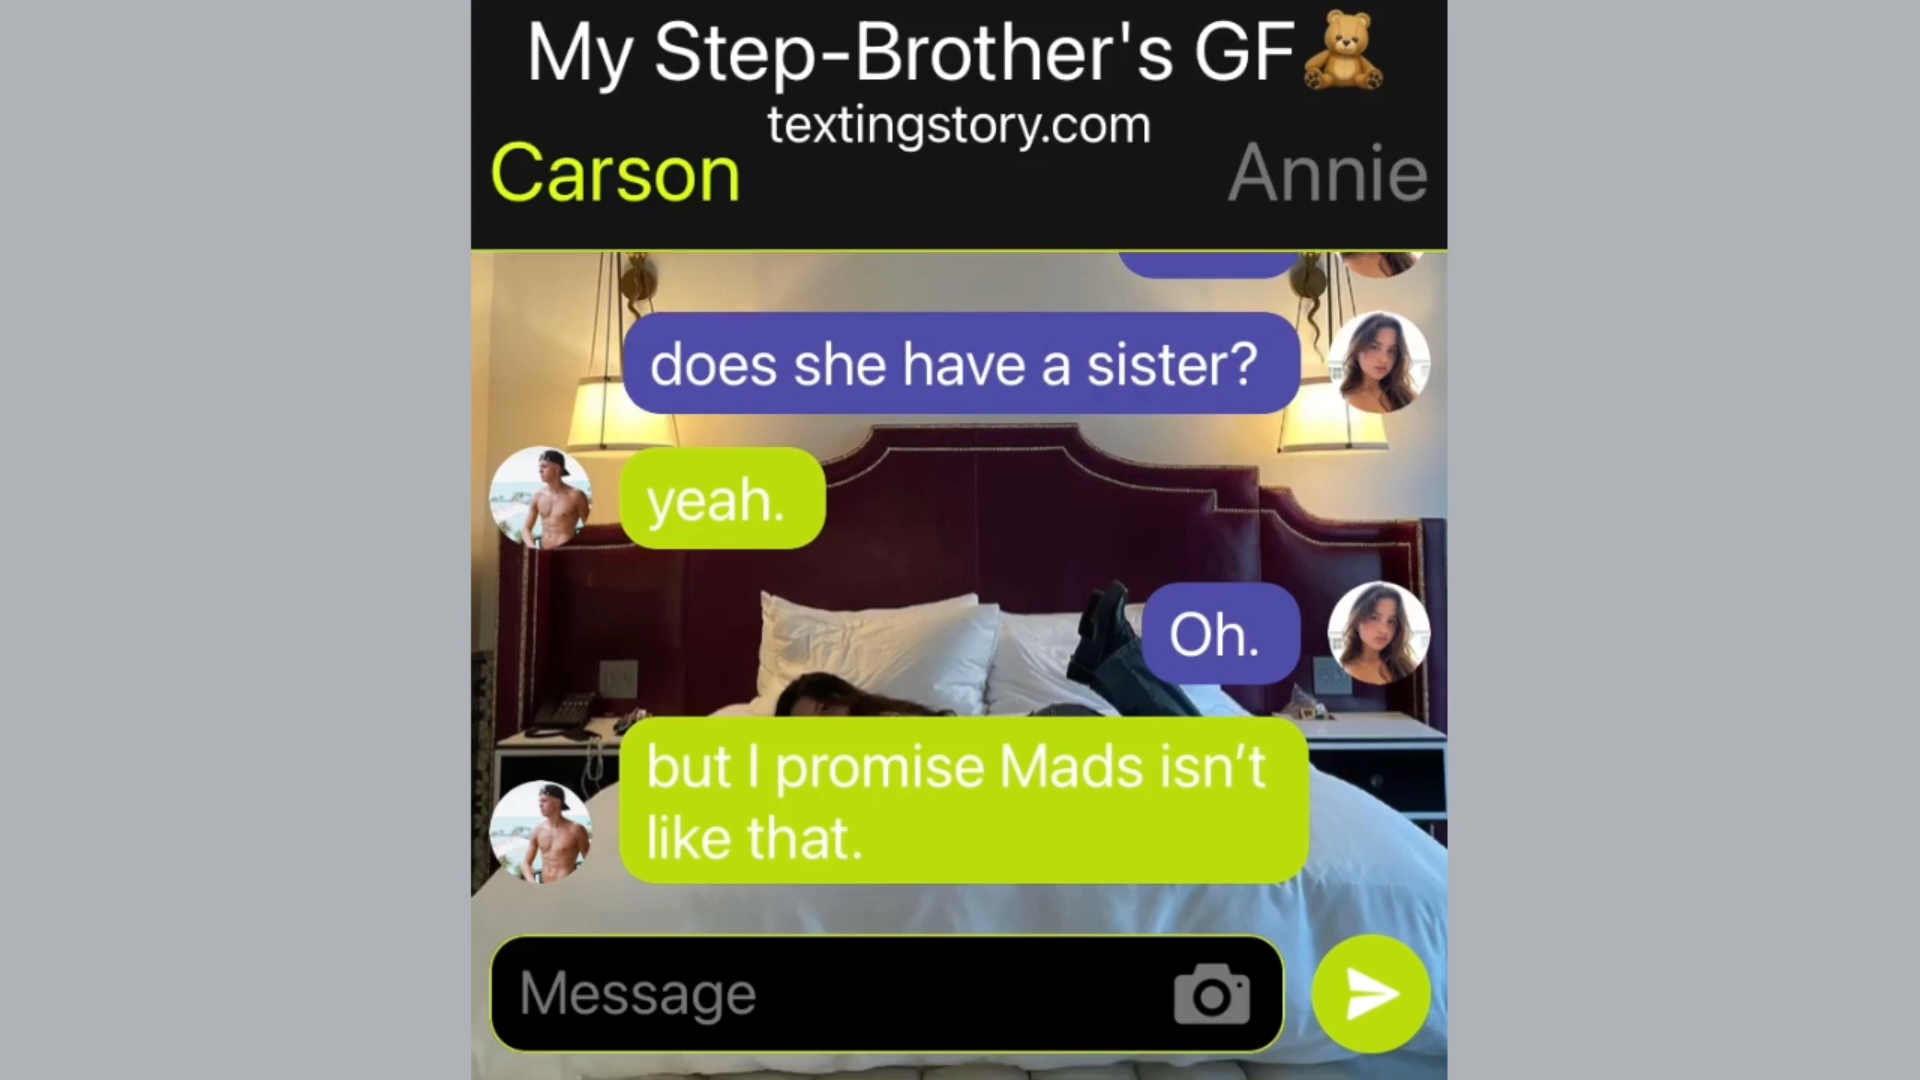 My Step-Brother's GF🧸
textingstory.com
Carson
Annie
does she have a sister?
yeah.
Oh.
but I promise Mads isn’t
like that.
Message